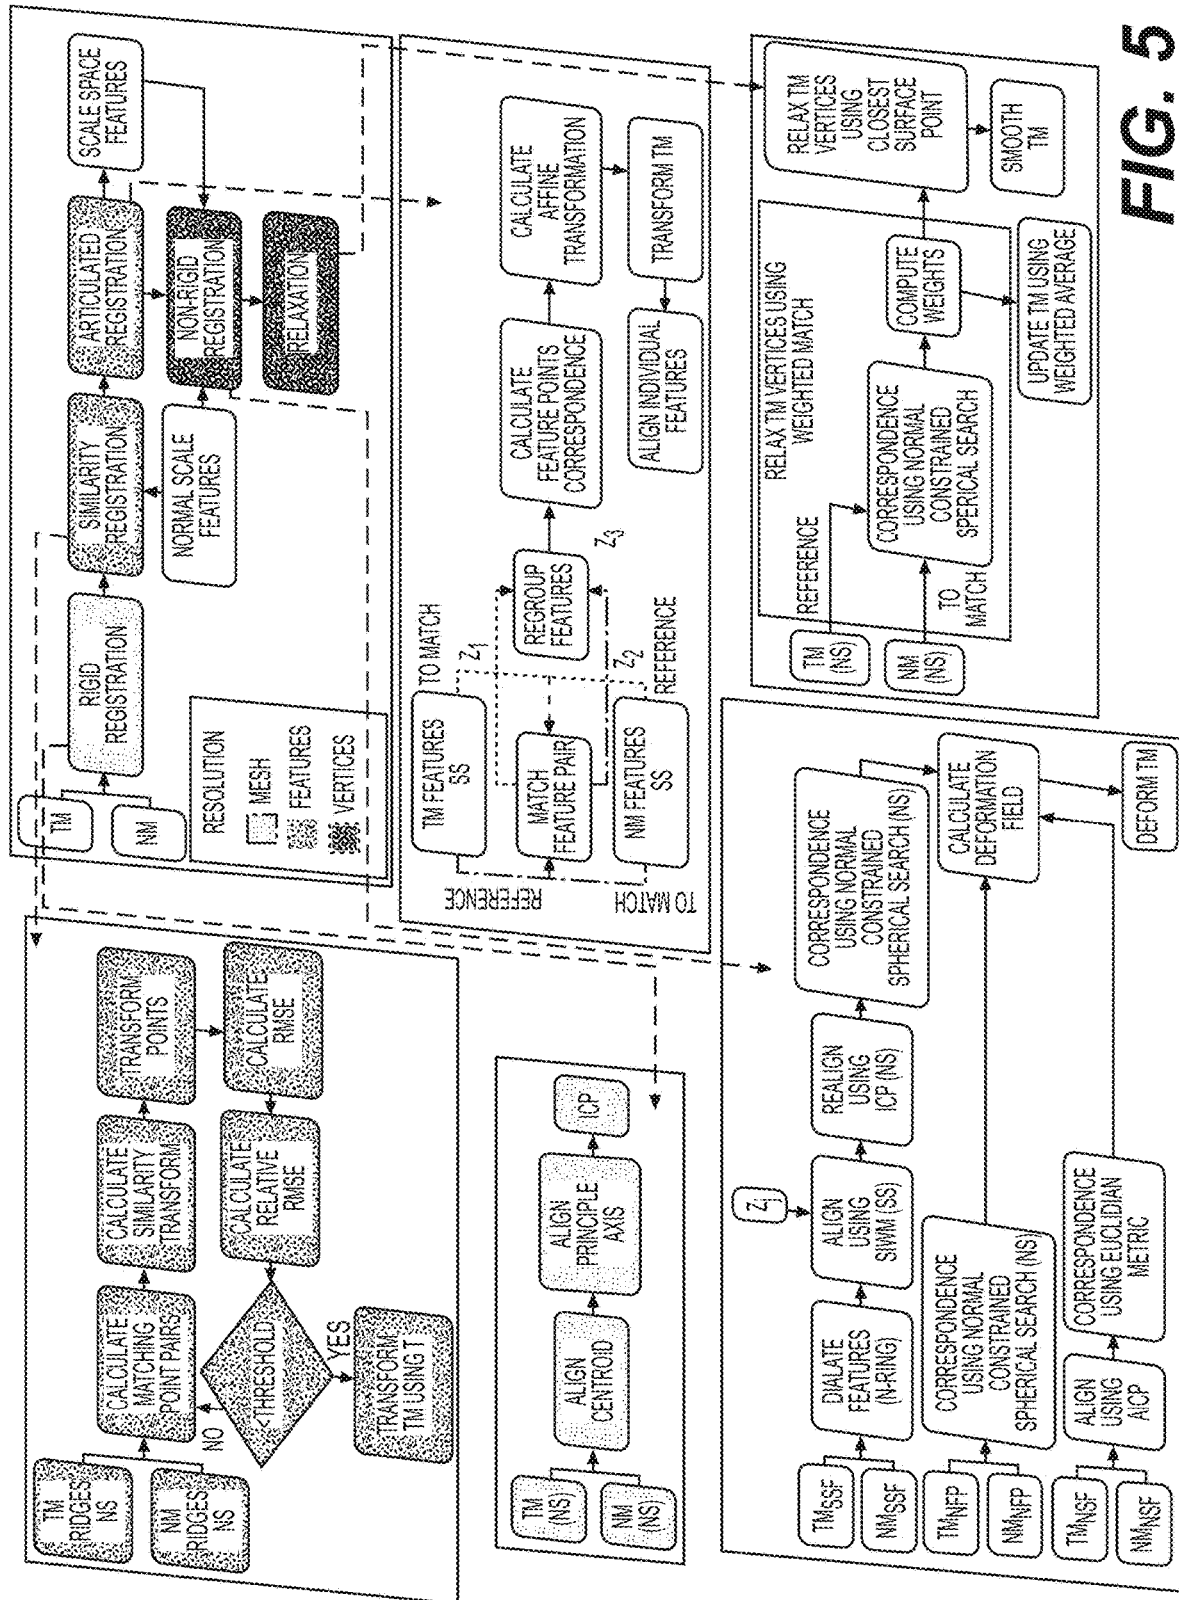 TM
NM
RIGID
REGISTRATION
SIMILARITY
REGISTRATION
ARTICULATED
REGISTRATION
SCALE SPACE
FEATURES
NORMAL SCALE
FEATURES
NON-RIGID
REGISTRATION
RELAXATION
RESOLUTION
MESH
FEATURES
VERTICES
TM
RIDGES
NS
NM
RIDGES
NS
CALCULATE
MATCHING
POINT PAIRS
CALCULATE
SIMILARITY
TRANSFORM
TRANSFORM
POINTS
CALCULATE
RMSE
CALCULATE
RELATIVE
RMSE
<THRESHOLD
NO
YES
TRANSFORM
TM USING T
TM FEATURES
SS
TO MATCH
REFERENCE
MATCH
FEATURE PAIR
NM FEATURES
SS
TO MATCH
REFERENCE
Z1
Z2
Z3
REGROUP
FEATURES
CALCULATE
FEATURE POINTS
CORRESPONDENCE
CALCULATE
AFFINE
TRANSFORMATION
TRANSFORM TM
ALIGN INDIVIDUAL
FEATURES
TM
(NS)
NM
(NS)
ALIGN
CENTROID
ALIGN
PRINCIPLE
AXIS
ICP
TM
(NS)
NM
(NS)
REFERENCE
TO
MATCH
RELAX TM VERTICES USING
WEIGHTED MATCH
CORRESPONDENCE
USING NORMAL
CONSTRAINED
SPERICAL SEARCH
COMPUTE
WEIGHTS
UPDATE TM USING
WEIGHTED AVERAGE
RELAX TM
VERTICES
USING
CLOSEST
SURFACE
POINT
SMOOTH
TM
TMSSF
NMSSF
DIALATE
FEATURES
(N-RING)
ALIGN
USING
SIWM (SS)
REALIGN
USING
ICP (NS)
CORRESPONDENCE
USING NORMAL
CONSTRAINED
SPHERICAL SEARCH (NS)
TMNFP
NMNFP
CORRESPONDENCE
USING NORMAL
CONSTRAINED
SPHERICAL SEARCH (NS)
CALCULATE
DEFORMATION
FIELD
TMNSF
NMNSF
ALIGN
USING
AICP
CORRESPONDENCE
USING EUCLIDIAN
METRIC
DEFORM TM
FIG. 5